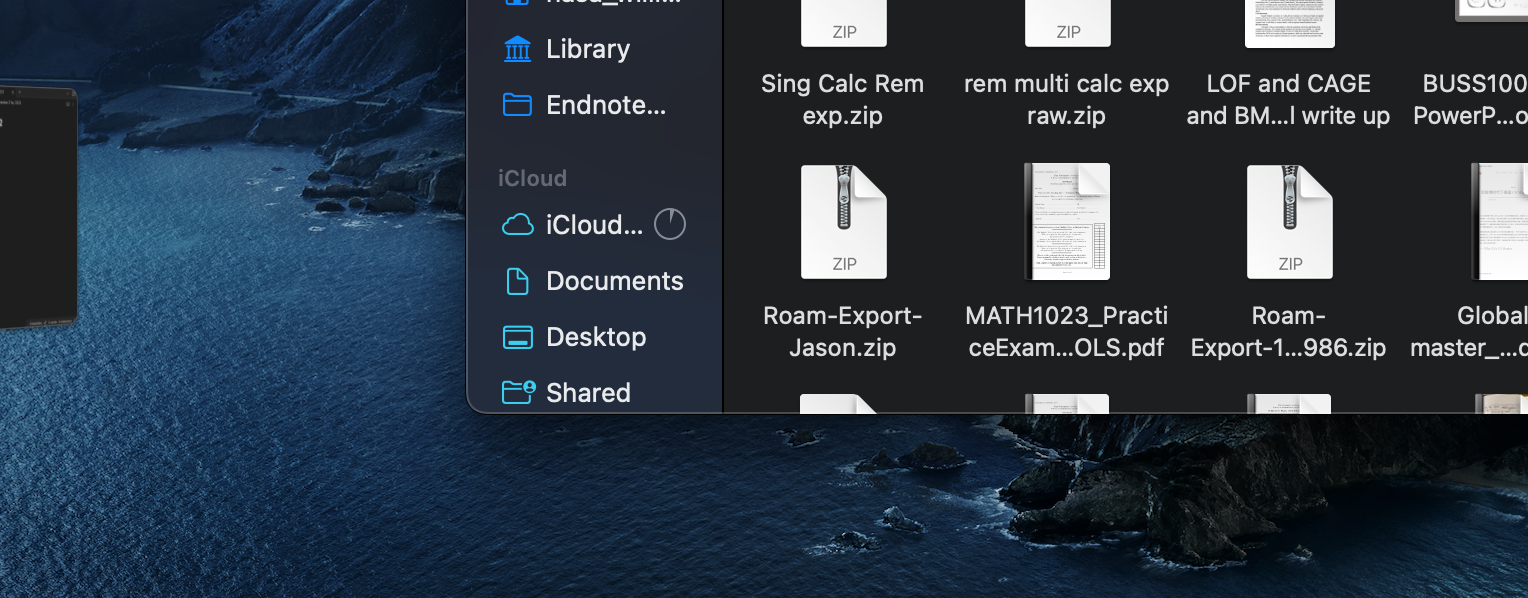 Library
Endnote...
iCloud
iCloud...
Documents
Desktop
Shared
ZIP
ZIP
Sing Calc Rem
exp.zip
rem multi calc exp
raw.zip
LOF and CAGE
and BM...l write up
BUSS100
PowerP...o
ZIP
ZIP
Roam-Export-
Jason.zip
MATH1023_Practi
ceExam...OLS.pdf
Roam-
Export-1...986.zip
Global
master_...c